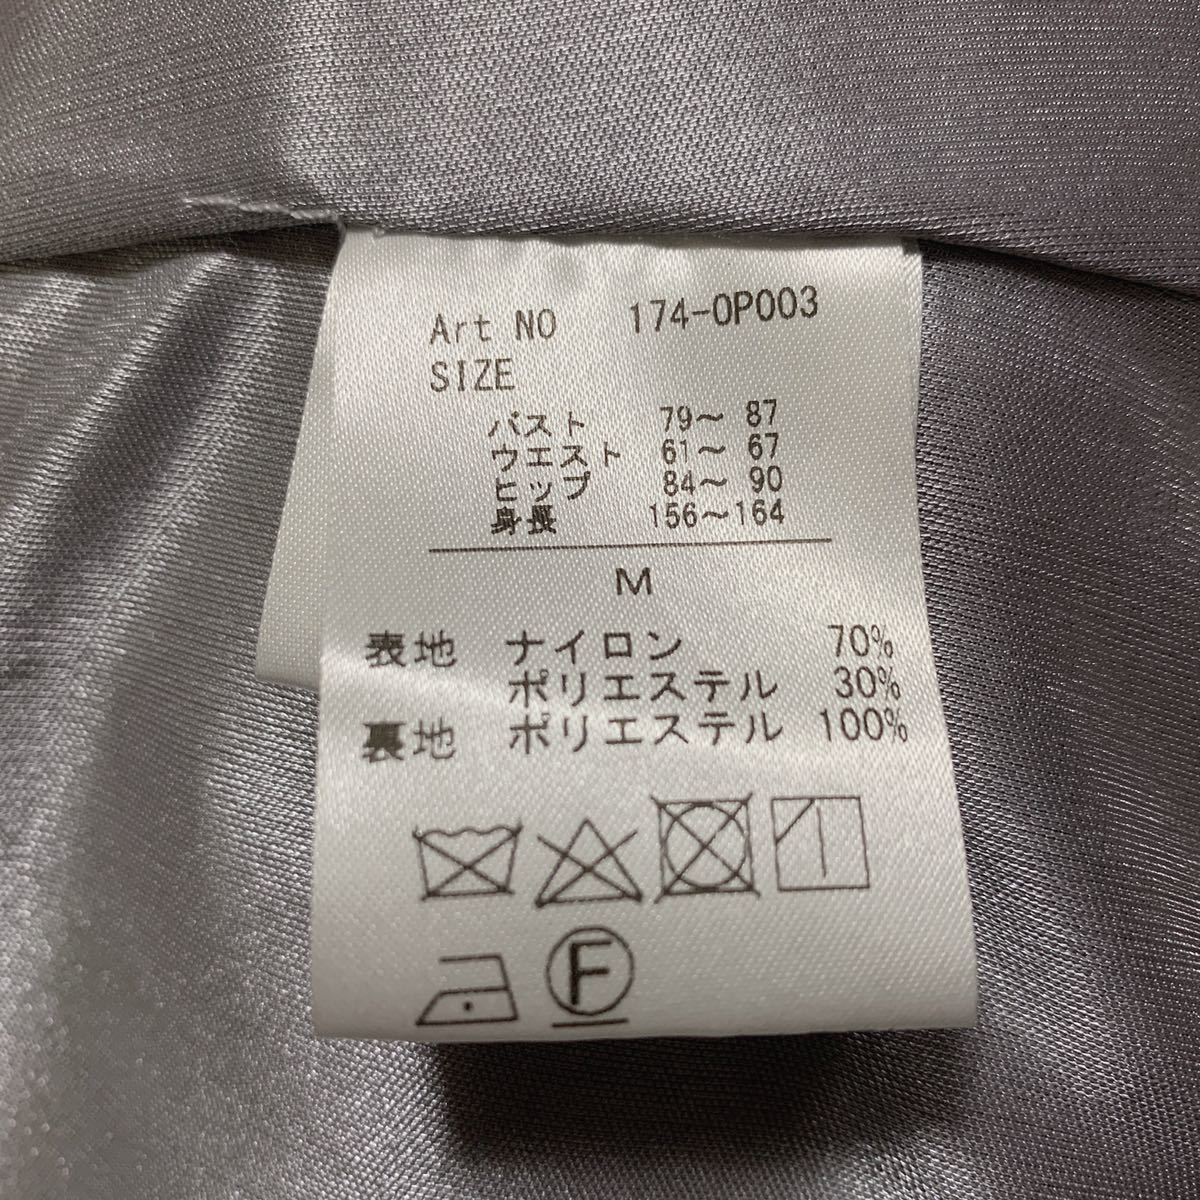 Art NO 174-OP003
SIZE
バスト 79～ 87
ウエスト 61～ 67
ヒップ 84～ 90
身長 156～164
M
表地 ナイロン 70%
ポリエステル 30%
裏地 ポリエステル 100%
F